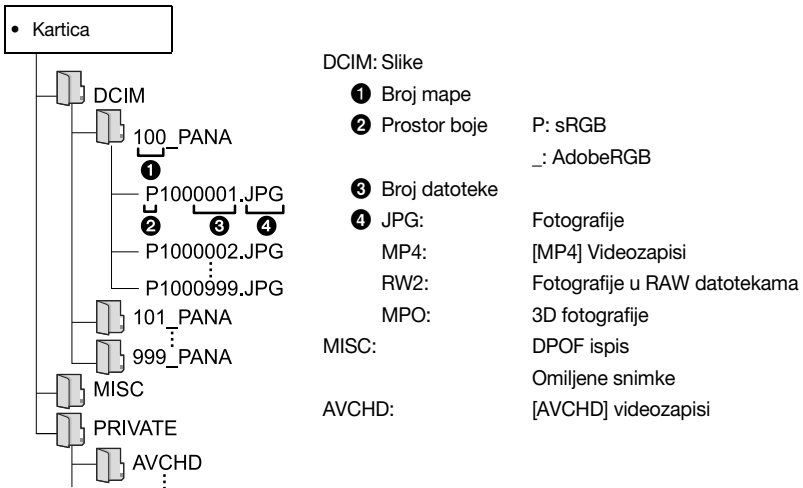 • Kartica
DCIM
100_PANA
❶
P1000001.JPG
❷ ❸ ❹
P1000002.JPG
P1000999.JPG
101_PANA
999_PANA
MISC
PRIVATE
AVCHD
DCIM: Slike
❶ Broj mape
❷ Prostor boje P: sRGB
_: AdobeRGB
❸ Broj datoteke
❹ JPG: Fotografije
MP4: [MP4] Videozapisi
RW2: Fotografije u RAW datotekama
MPO: 3D fotografije
MISC: DPOF ispis
Omiljene snimke
AVCHD: [AVCHD] videozapisi